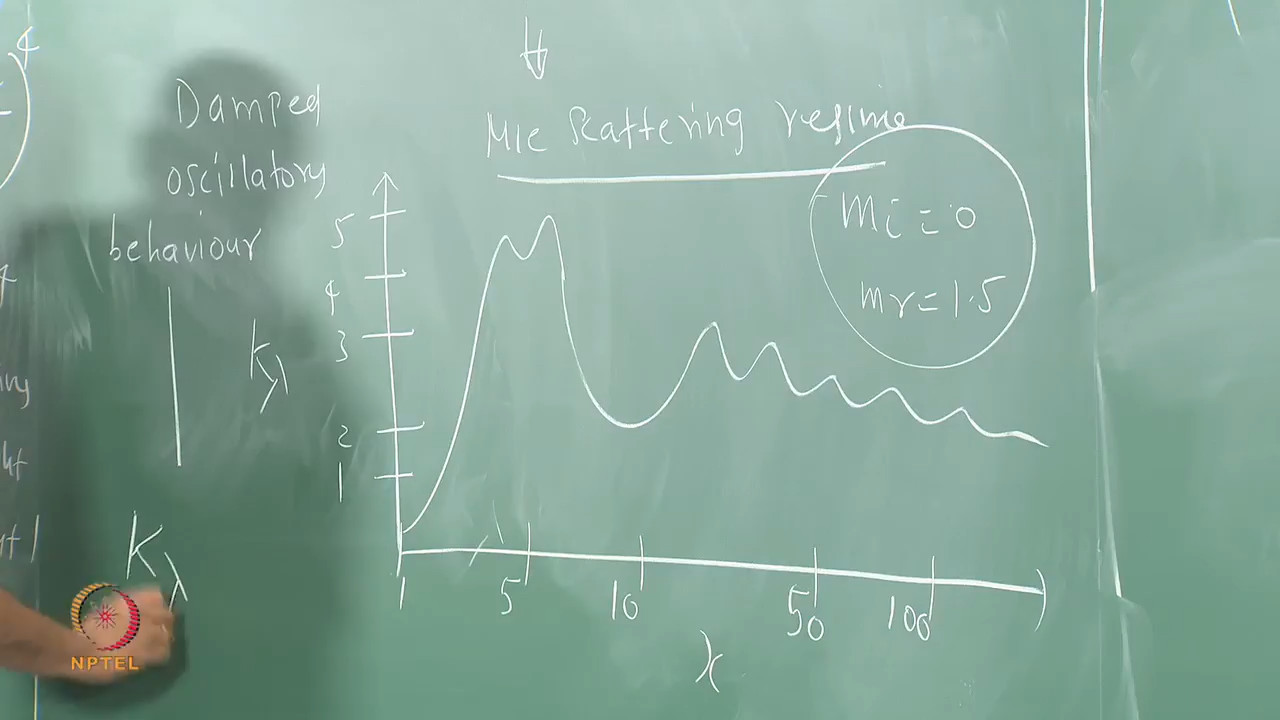 Damped
oscillatory
behaviour
Kλ
Kλ
Mie Scattering regime
mi = 0
mr = 1.5
5
4
3
2
1
1 5 10 50 100
x
NPTEL